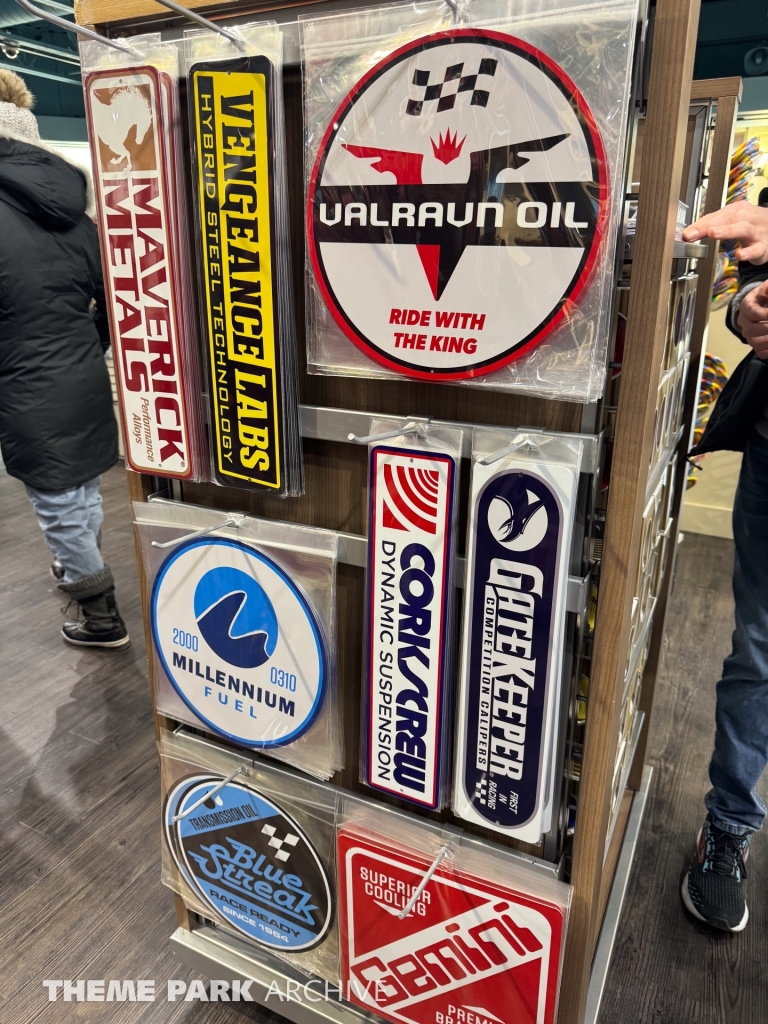 MAVERICK
METALS
Performance
Alloys
VENGEANCE LABS
HYBRID STEEL TECHNOLOGY
VALRAVN OIL
RIDE WITH
THE KING
2000
0310
MILLENNIUM
FUEL
CORKSCREW
DYNAMIC SUSPENSION
GATEKEEPER
COMPETITION CALIPERS
FIRST
IN
RACING
TRANSMISSION OIL
Blue
Streak
RACE READY
SINCE 1964
SUPERIOR
COOLING
Gemini
THEME PARK ARCHIVE